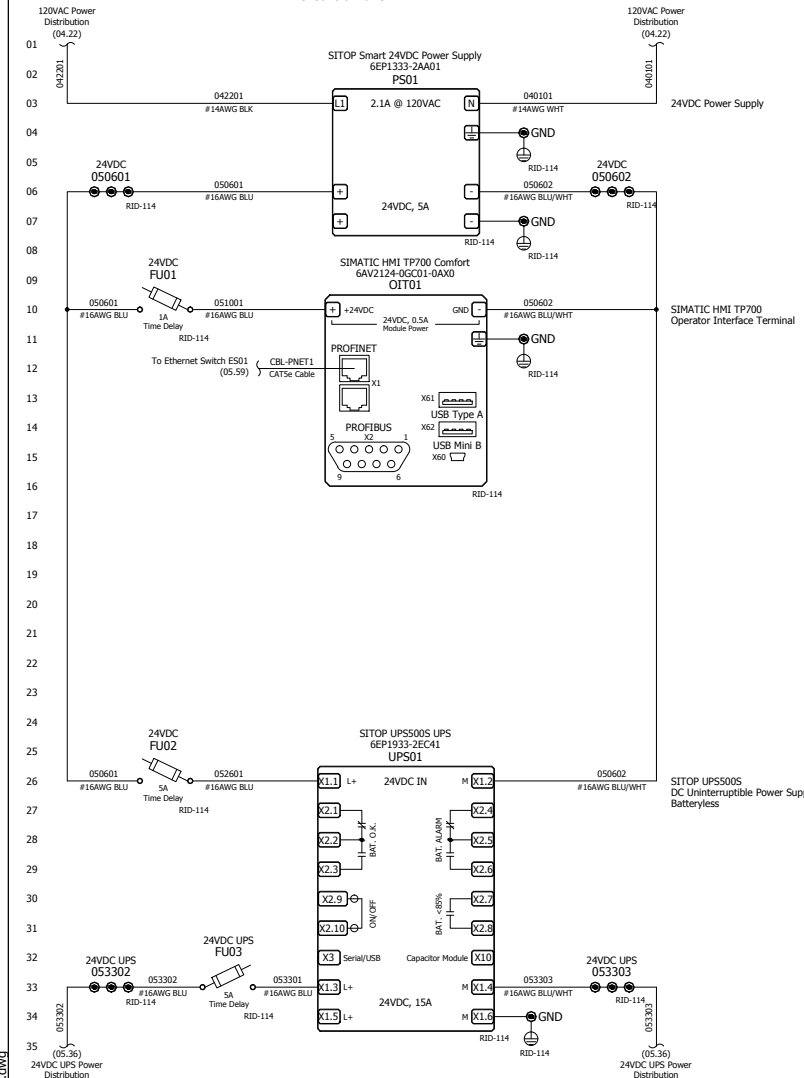 120VAC Power
Distribution
(04.22)
120VAC Power
Distribution
(04.22)
01
042201
040101
SITOP Smart 24VDC Power Supply
6EP1333-2AA01
PS01
02
03
042201
#14AWG BLK
L1
2.1A @ 120VAC
N
040101
#14AWG WHT
24VDC Power Supply
04
GND
RID-114
05
24VDC
050601
24VDC
050602
06
050601
#16AWG BLU
RID-114
+
-
050602
#16AWG BLU/WHT
RID-114
24VDC, 5A
07
+
-
GND
RID-114
RID-114
08
24VDC
FU01
SIMATIC HMI TP700 Comfort
6AV2124-0GC01-0AX0
OIT01
09
10
050601
#16AWG BLU
1A
Time Delay
RID-114
051001
#16AWG BLU
+
+24VDC
GND
-
24VDC, 0.5A
Module Power
050602
#16AWG BLU/WHT
SIMATIC HMI TP700
Operator Interface Terminal
11
GND
RID-114
PROFINET
12
To Ethernet Switch ES01
(05.59)
CBL-PNET1
CAT5e Cable
X1
13
X61
USB Type A
14
PROFIBUS
X62
5
X2
1
USB Mini B
15
X60
9
6
16
RID-114
17
18
19
20
21
22
23
24
24VDC
FU02
SITOP UPS500S UPS
6EP1933-2EC41
UPS01
25
26
050601
#16AWG BLU
5A
Time Delay
RID-114
052601
#16AWG BLU
X1.1
L+
24VDC IN
M
X1.2
050602
#16AWG BLU/WHT
SITOP UPS500S
DC Uninterruptible Power Sup
Batteryless
27
X2.1
X2.4
28
X2.2
BAT. O.K.
BAT. ALARM
X2.5
29
X2.3
X2.6
30
X2.9
ON/OFF
BAT. <85%
X2.7
31
X2.10
X2.8
32
X3
Serial/USB
Capacitor Module
X10
24VDC UPS
053302
24VDC UPS
FU03
24VDC UPS
053303
33
053302
#16AWG BLU
RID-114
5A
Time Delay
RID-114
053301
#16AWG BLU
X1.3
L+
M
X1.4
053303
#16AWG BLU/WHT
RID-114
24VDC, 15A
34
053302
X1.5
L+
M
X1.6
GND
053303
RID-114
RID-114
35
(05.36)
24VDC UPS Power
Distribution
(05.36)
24VDC UPS Power
Distribution
.dwg